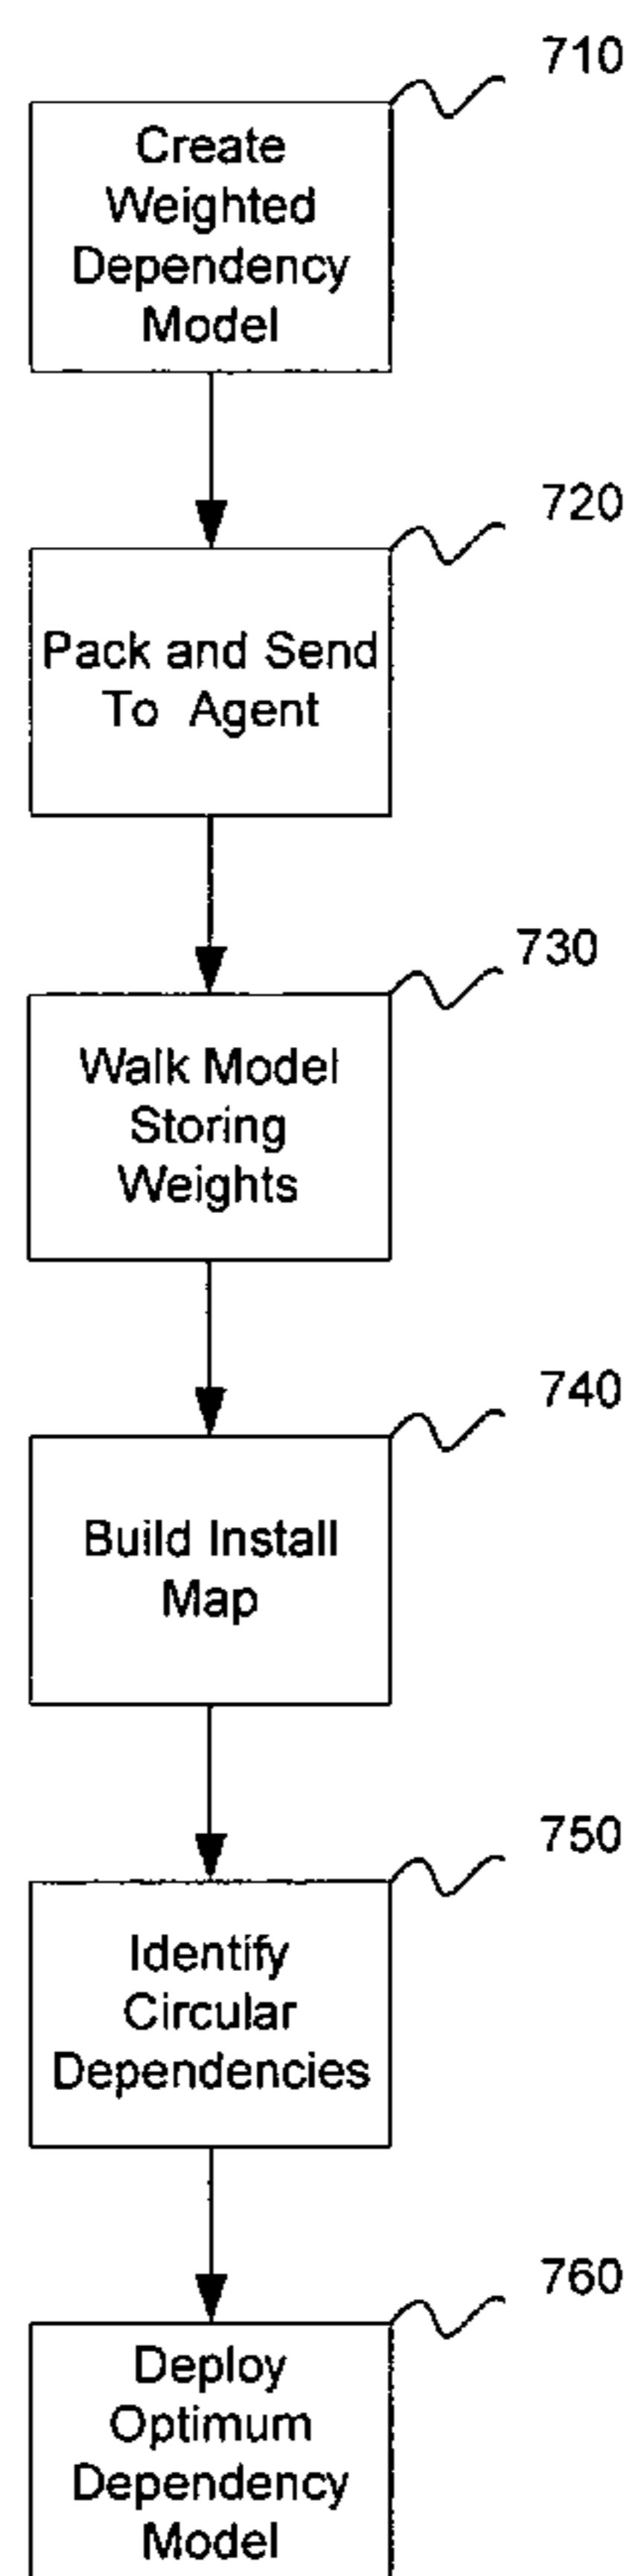 710
Create
Weighted
Dependency
Model
720
Pack and Send
To Agent
730
Walk Model
Storing
Weights
740
Build Install
Map
750
Identify
Circular
Dependencies
760
Deploy
Optimum
Dependency
Model